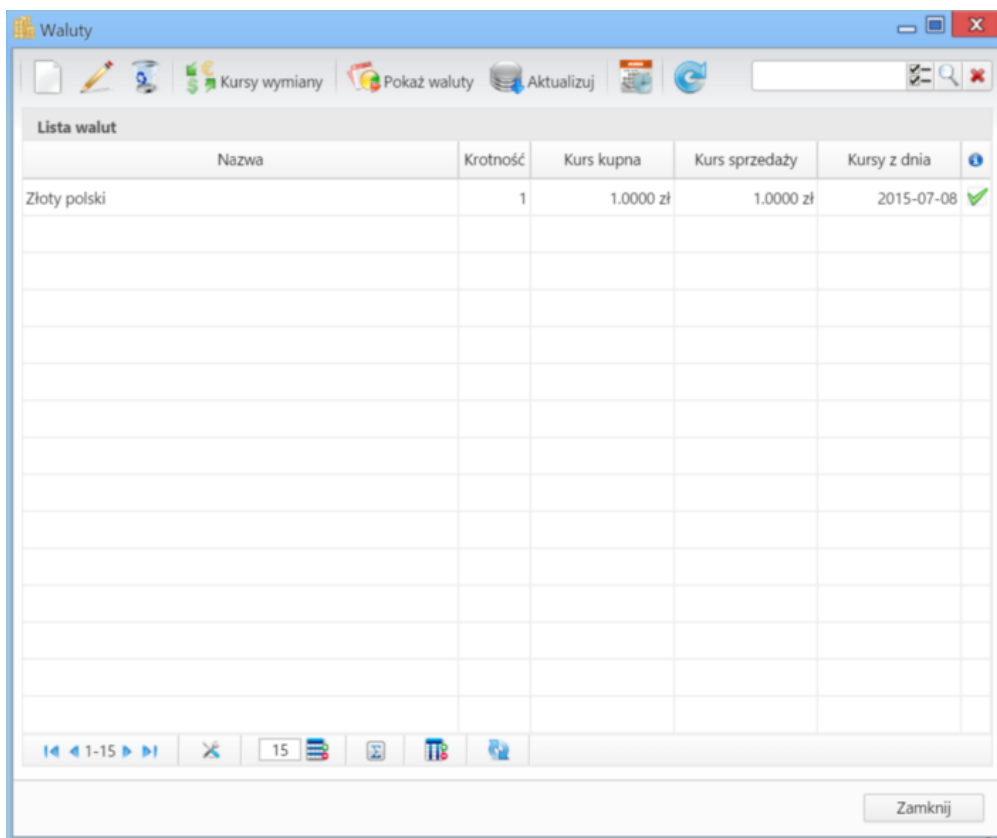 Waluty
Kursy wymiany Pokaż waluty Aktualizuj
Lista walut
Nazwa Krotność Kurs kupna Kurs sprzedaży Kursy z dnia
Złoty polski 1 1.0000 zł 1.0000 zł 2015-07-08
1-15 15
Zamknij